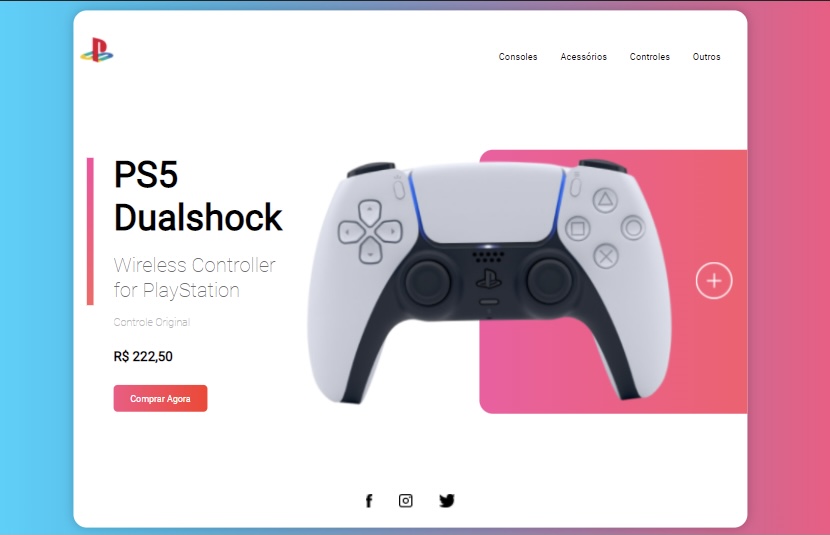 Consoles
Acessórios
Controles
Outros
PS5
Dualshock
Wireless Controller
for PlayStation
Controle Original
R$ 222,50
Comprar Agora